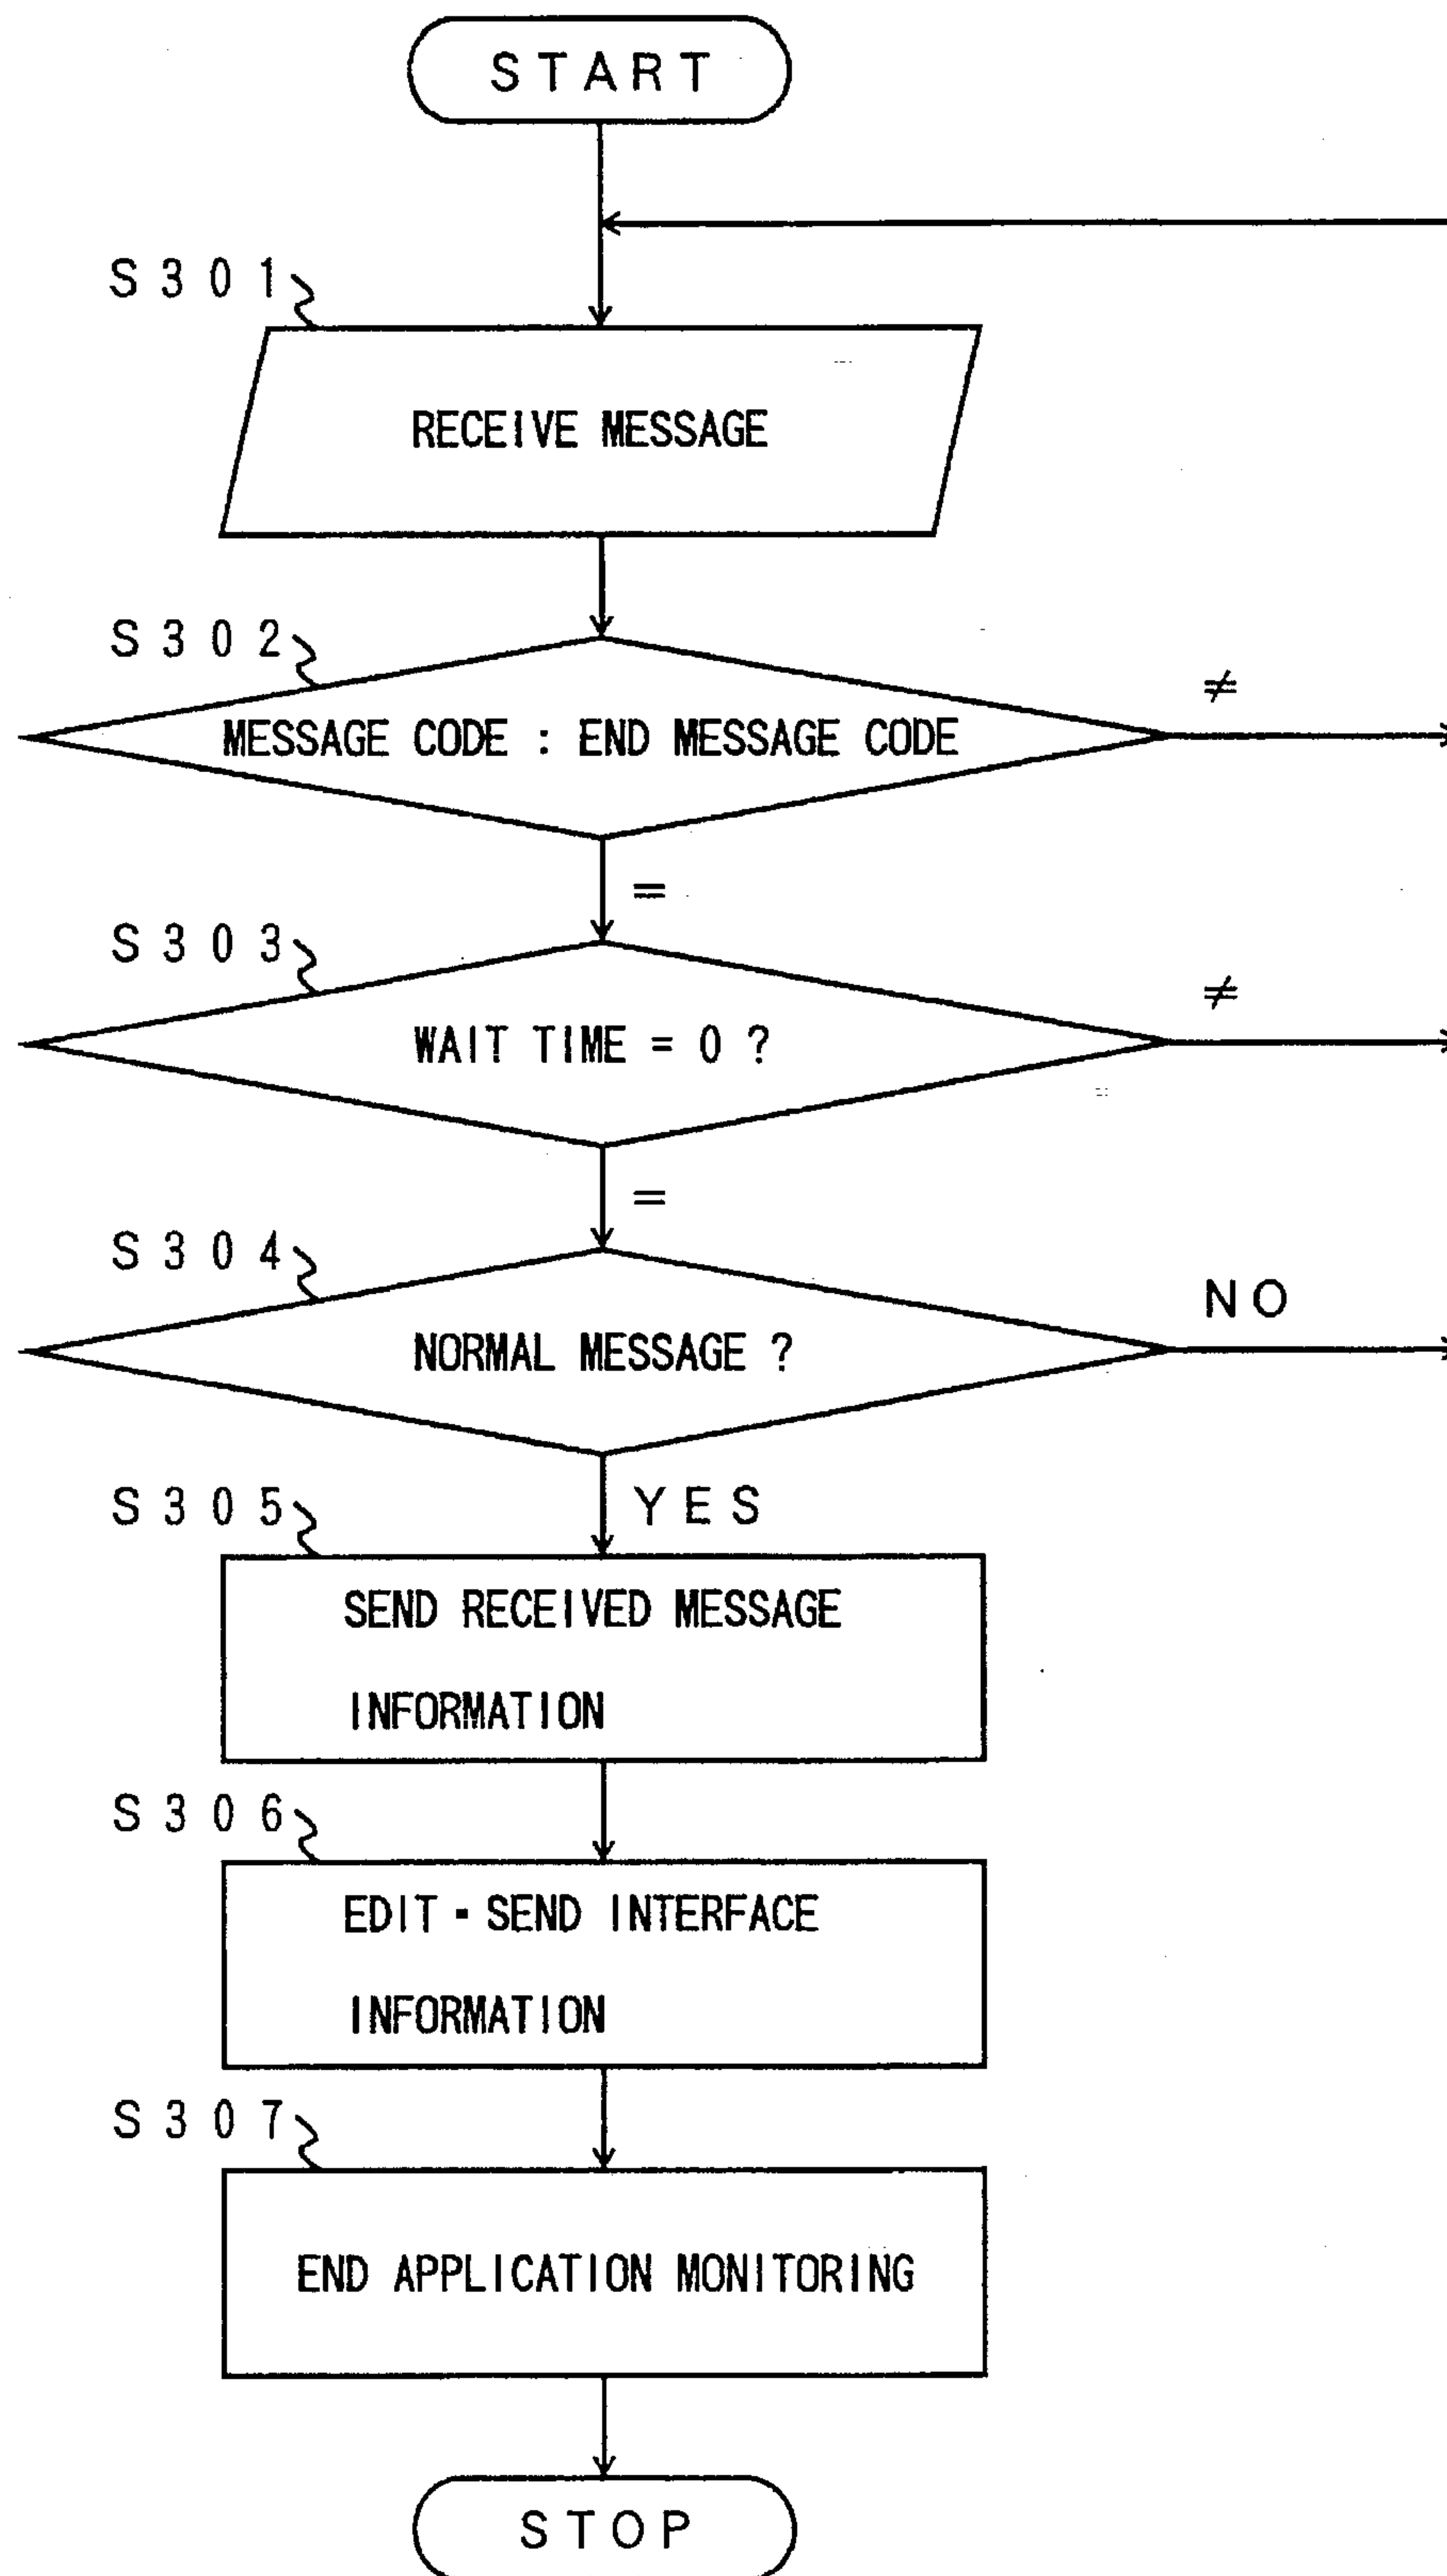 START
S301
RECEIVE MESSAGE
S302
≠
MESSAGE CODE : END MESSAGE CODE
=
S303
≠
WAIT TIME = 0 ?
=
S304
NO
NORMAL MESSAGE ?
YES
S305
SEND RECEIVED MESSAGE
INFORMATION
S306
EDIT・SEND INTERFACE
INFORMATION
S307
END APPLICATION MONITORING
STOP